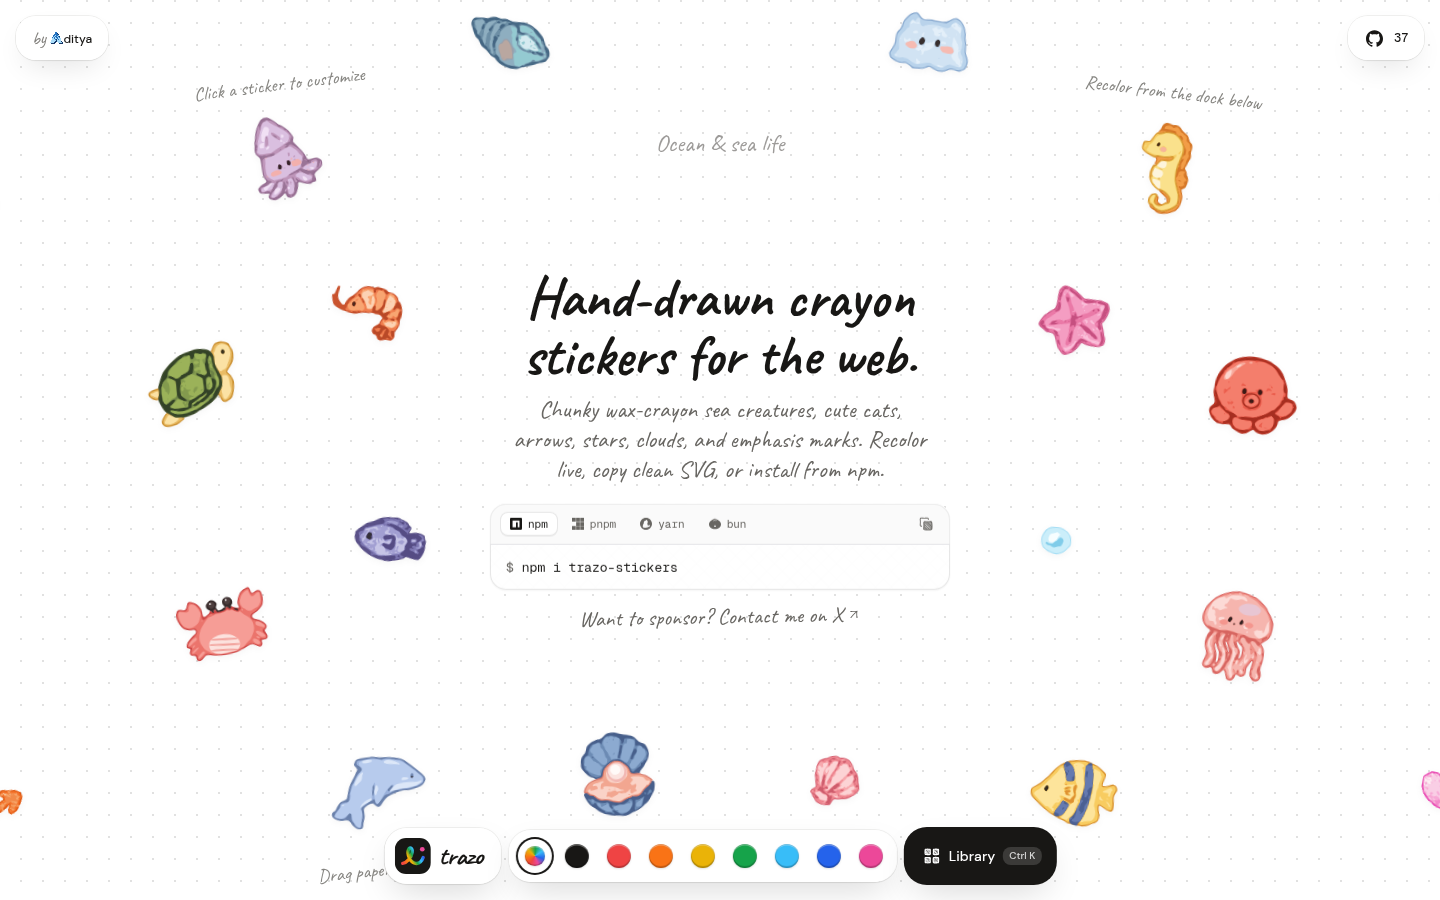 by Aditya
37
Click a sticker to customize
Recolor from the dock below
Ocean & sea life
Hand-drawn crayon
stickers for the web.
Chunky wax-crayon sea creatures, cute cats,
arrows, stars, clouds, and emphasis marks. Recolor
live, copy clean SVG, or install from npm.
npm pnpm yarn bun
$ npm i trazo-stickers
Want to sponsor? Contact me on X
Drag
trazo
Library Ctrl K